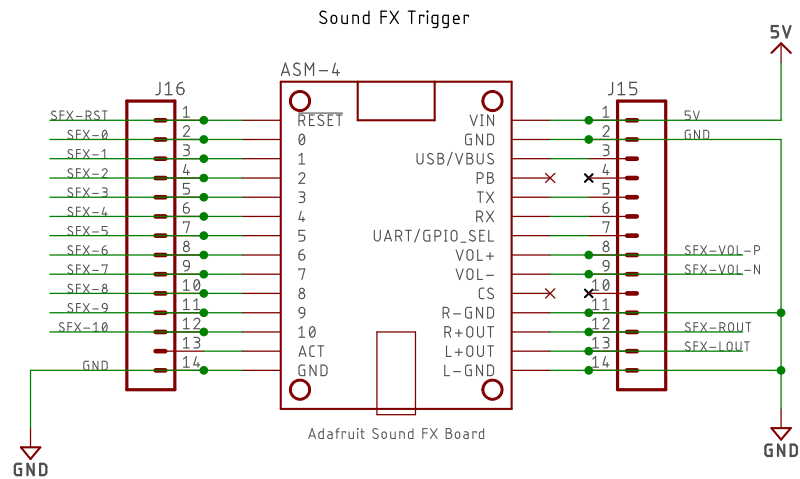 Sound FX Trigger
5V
ASM-4
J16
J15
SFX-RST 1 RESET VIN 1 5V
SFX-0 2 0 GND 2 GND
SFX-1 3 1 USB/VBUS 3
SFX-2 4 2 PB 4
SFX-3 5 3 TX 5
SFX-4 6 4 RX 6
SFX-5 7 5 UART/GPIO_SEL 7
SFX-6 8 6 VOL+ 8 SFX-VOL-P
SFX-7 9 7 VOL- 9 SFX-VOL-N
SFX-8 10 8 CS 10
SFX-9 11 9 R-GND 11
SFX-10 12 10 R+OUT 12 SFX-ROUT
13 ACT L+OUT 13 SFX-LOUT
GND 14 GND L-GND 14
Adafruit Sound FX Board
GND
GND